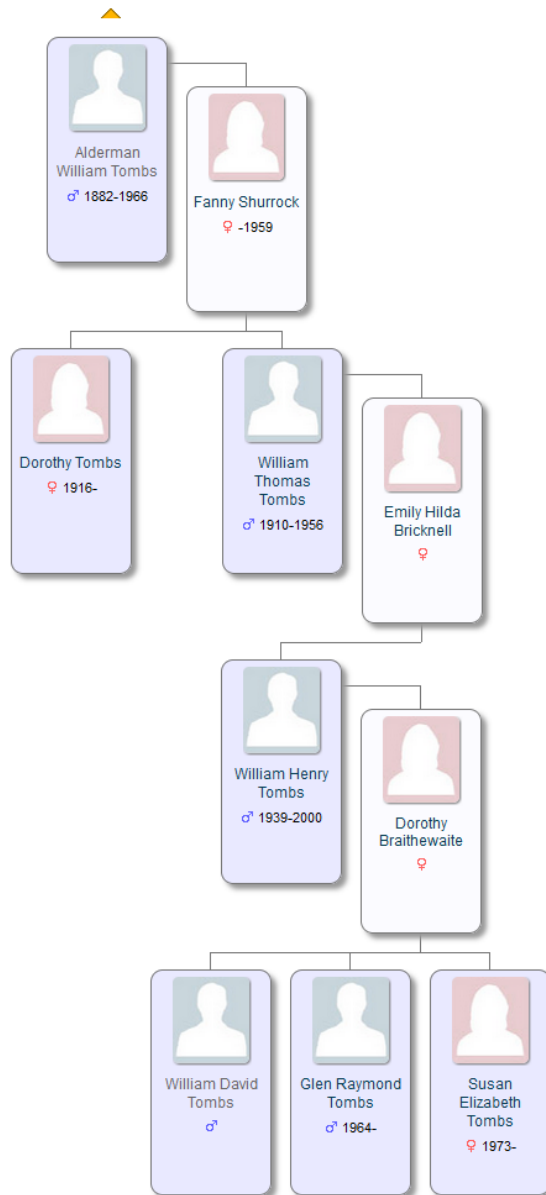 Alderman
William Tombs
♂ 1882-1966
Fanny Shurrock
♀ -1959
Dorothy Tombs
♀ 1916-
William
Thomas
Tombs
♂ 1910-1956
Emily Hilda
Bricknell
♀
William Henry
Tombs
♂ 1939-2000
Dorothy
Braithewaite
♀
William David
Tombs
♂
Glen Raymond
Tombs
♂ 1964-
Susan
Elizabeth
Tombs
♀ 1973-